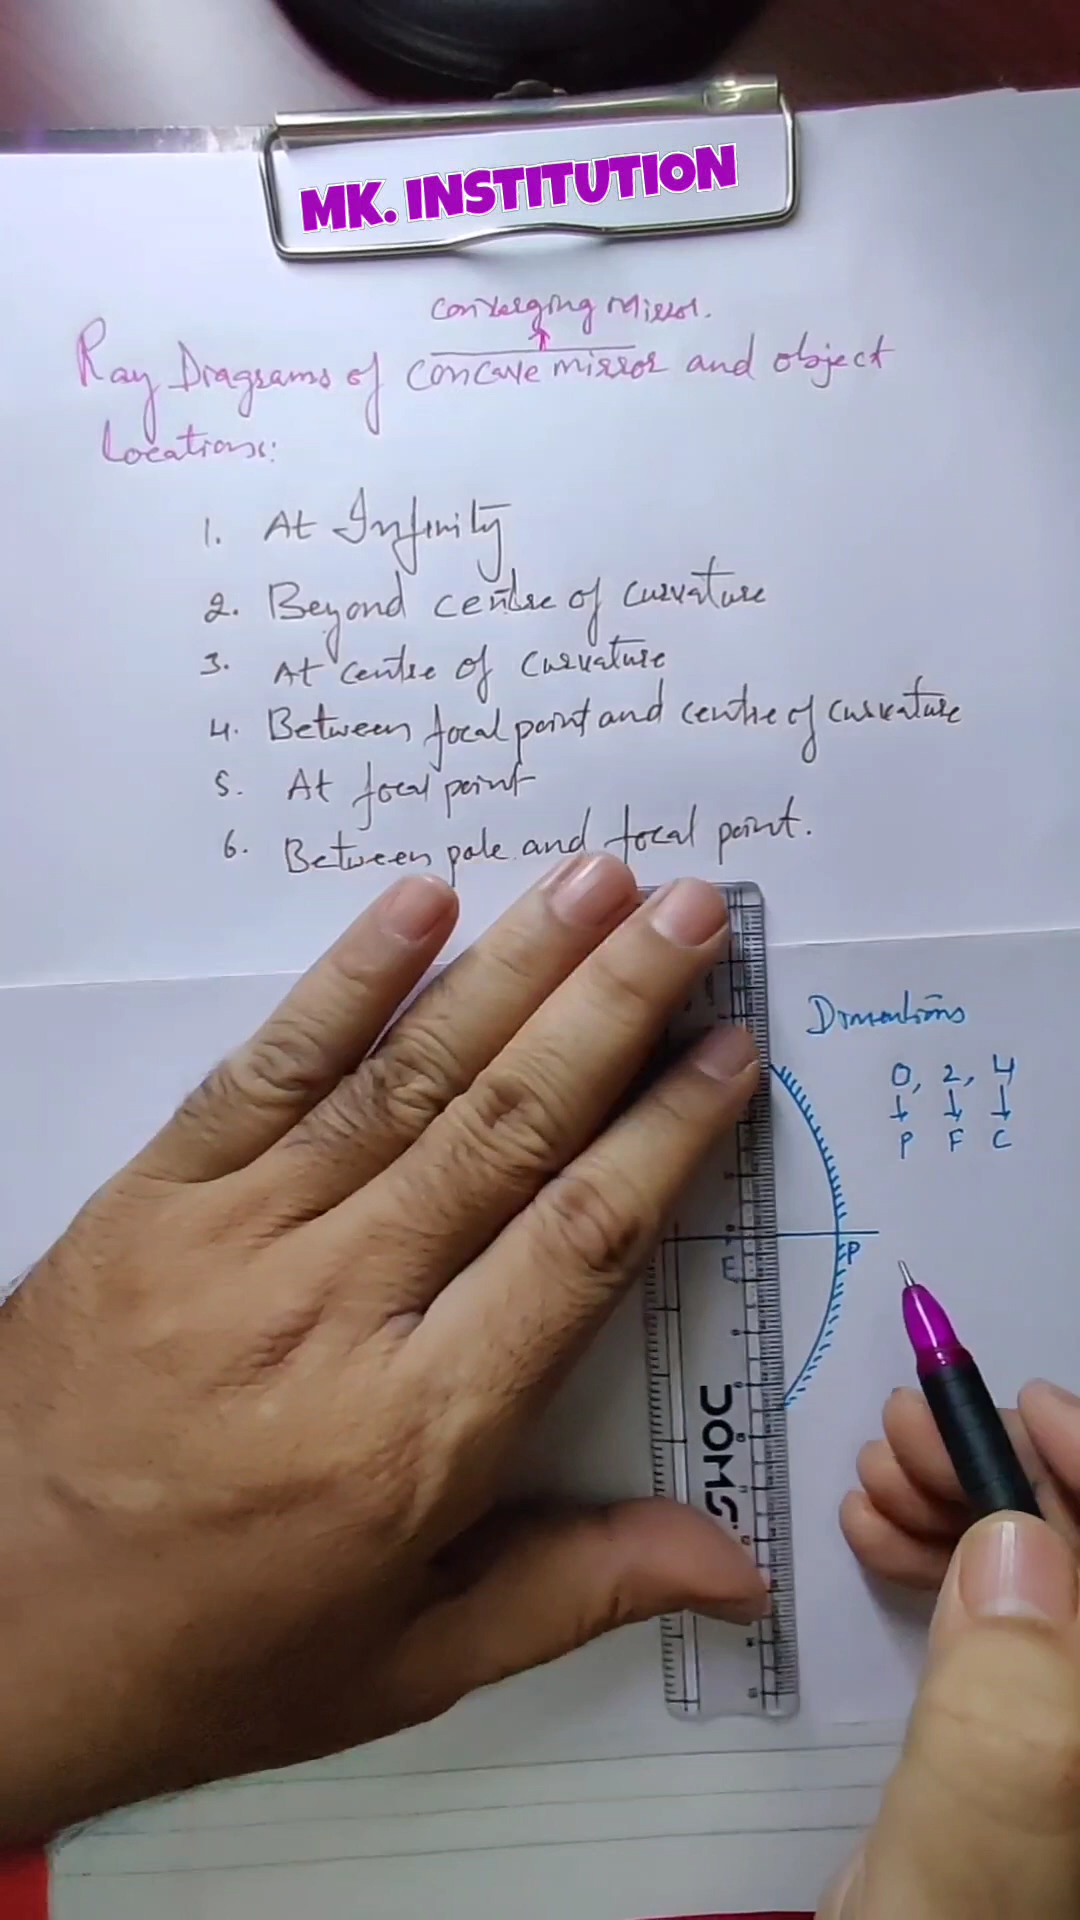 MK. INSTITUTION
Converging Mirror.
Ray Diagrams of concave mirror and object
Locations:
1. At Infinity
2. Beyond centre of curvature
3. At centre of curvature
4. Between focal point and centre of curvature
5. At focal point
6. Between pole and focal point.
Dimentions
0, 2, 4
P F C
P
DOMS